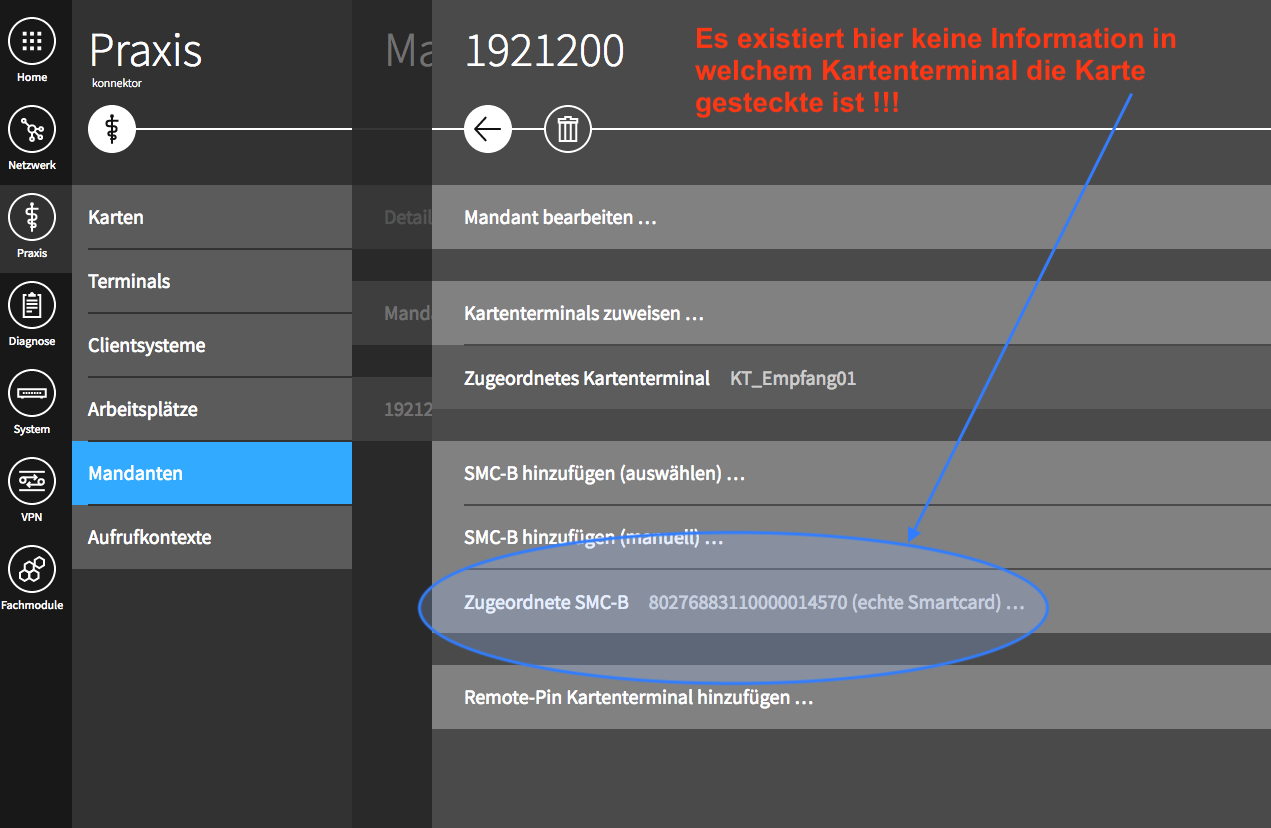 Home
Netzwerk
Praxis
Diagnose
System
VPN
Fachmodule
Praxis
konnektor
Karten
Terminals
Clientsysteme
Arbeitsplätze
Mandanten
Aufrufkontexte
Ma
Detail
Mand
19212
1921200
Es existiert hier keine Information in
welchem Kartenterminal die Karte
gesteckte ist !!!
Mandant bearbeiten ...
Kartenterminals zuweisen ...
Zugeordnetes Kartenterminal KT_Empfang01
SMC-B hinzufügen (auswählen) ...
SMC-B hinzufügen (manuell) ...
Zugeordnete SMC-B 80276883110000014570 (echte Smartcard) ...
Remote-Pin Kartenterminal hinzufügen ...